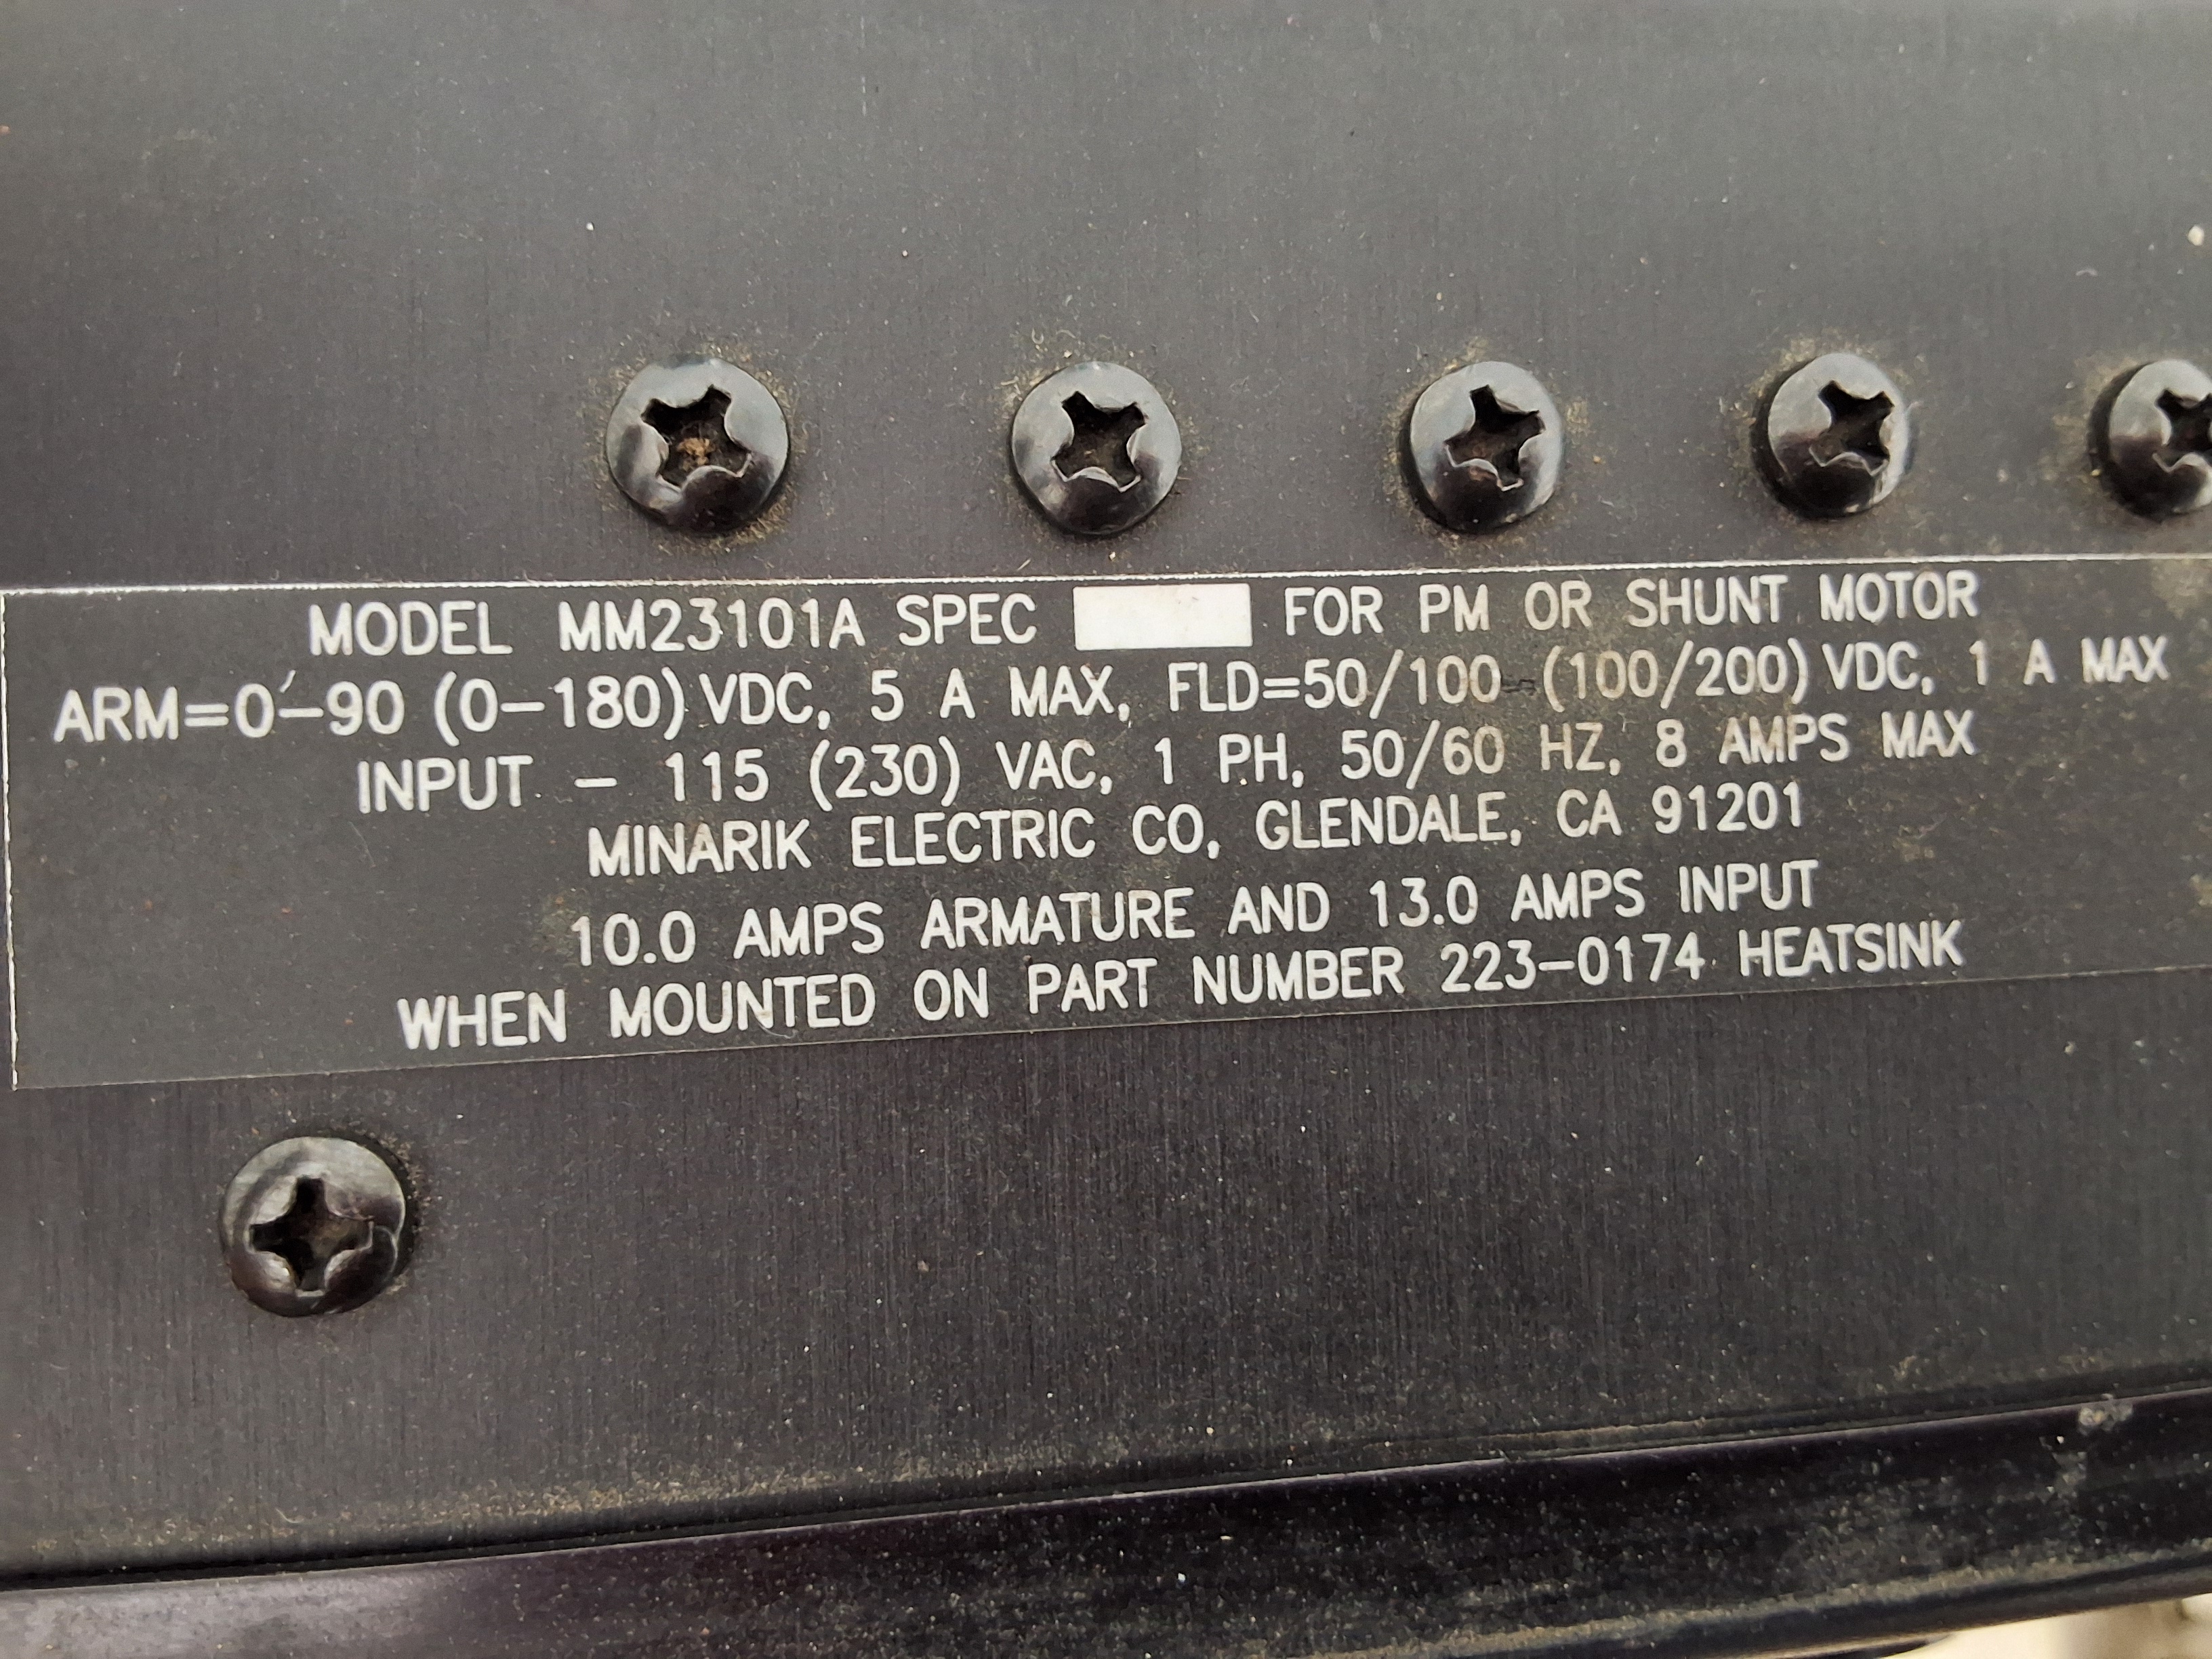 MODEL MM23101A SPEC FOR PM OR SHUNT MOTOR
ARM=0-90 (0-180) VDC, 5 A MAX, FLD=50/100 (100/200) VDC, 1 A MAX
INPUT - 115 (230) VAC, 1 PH, 50/60 HZ, 8 AMPS MAX
MINARIK ELECTRIC CO, GLENDALE, CA 91201
10.0 AMPS ARMATURE AND 13.0 AMPS INPUT
WHEN MOUNTED ON PART NUMBER 223-0174 HEATSINK